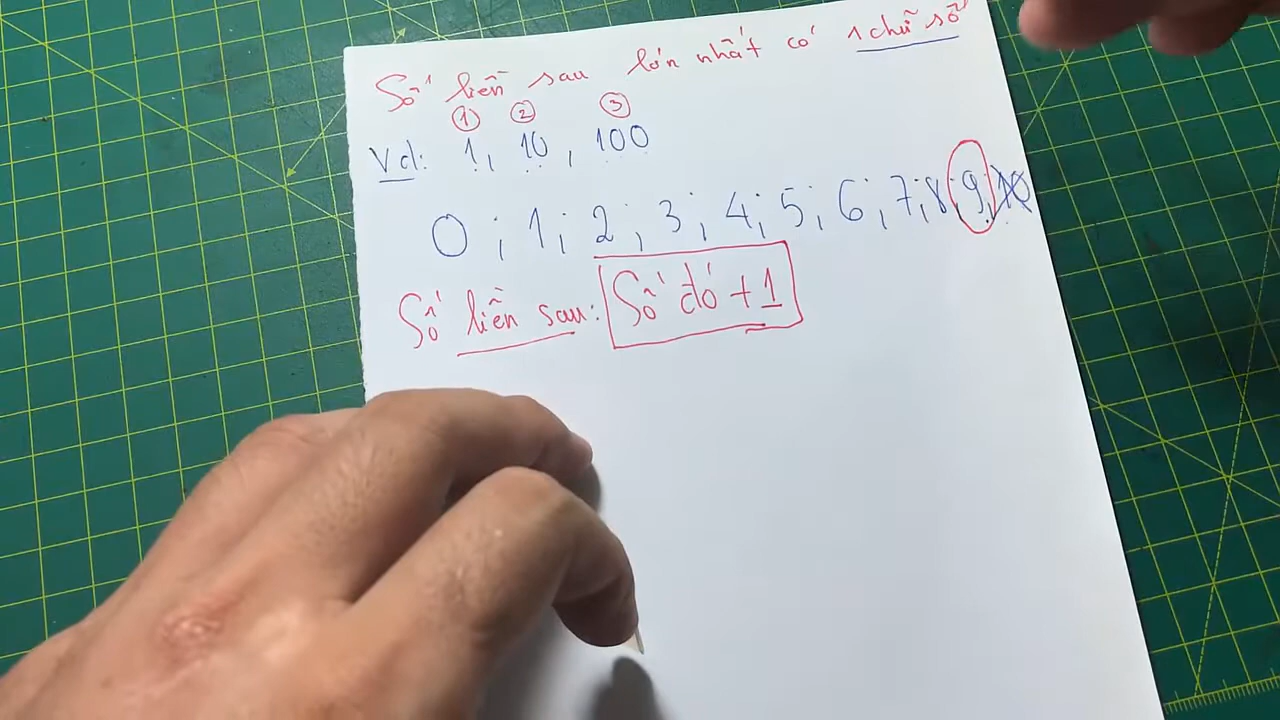 Số liền sau lớn nhất có 1 chữ số
① ② ③
Vd: 1, 10, 100
0; 1; 2; 3; 4; 5; 6; 7; 8; 9; 10
Số liền sau: Số đó + 1